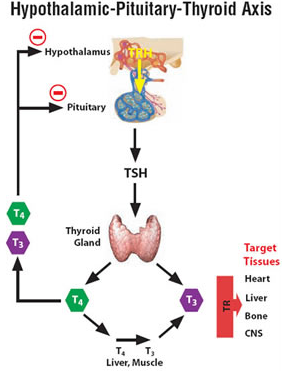 Hypothalamic-Pituitary-Thyroid Axis
Hypothalamus
TRH
Pituitary
TSH
Thyroid
Gland
T4
T3
T4
T3
Target
Tissues
Heart
Liver
Bone
CNS
TR
T4 T3
Liver, Muscle